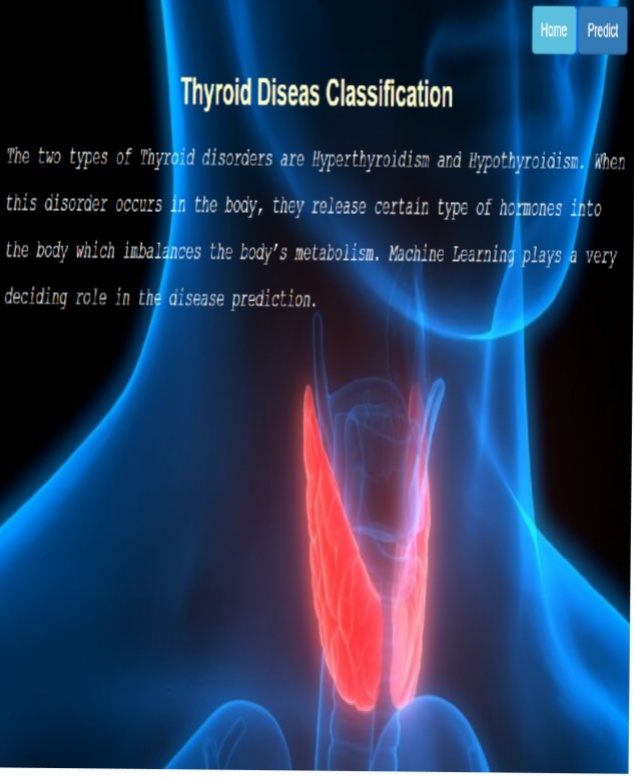 Home Predict
Thyroid Diseas Classification
The two types of Thyroid disorders are Hyperthyroidism and Hypothyroidism. When
this disorder occurs in the body, they release certain type of hormones into
the body which imbalances the body's metabolism. Machine Learning plays a very
deciding role in the disease prediction.